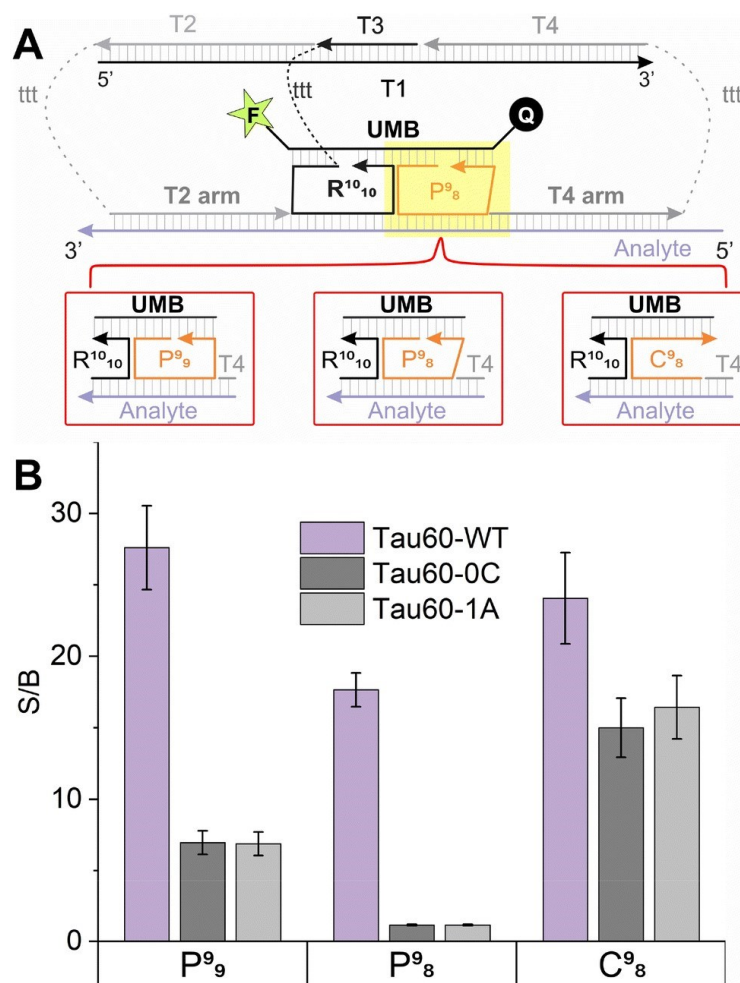 A
T2 T3 T4
5’ 3’
ttt ttt T1 ttt
F UMB Q
R¹⁰₁₀ P⁹₈
T2 arm T4 arm
3’ Analyte 5’
UMB UMB UMB
R¹⁰₁₀ P⁹₉ T4 R¹⁰₁₀ P⁹₈ T4 R¹⁰₁₀ C⁹₈ T4
Analyte Analyte Analyte
B
S/B
30
20
10
0
Tau60-WT
Tau60-0C
Tau60-1A
P⁹₉ P⁹₈ C⁹₈